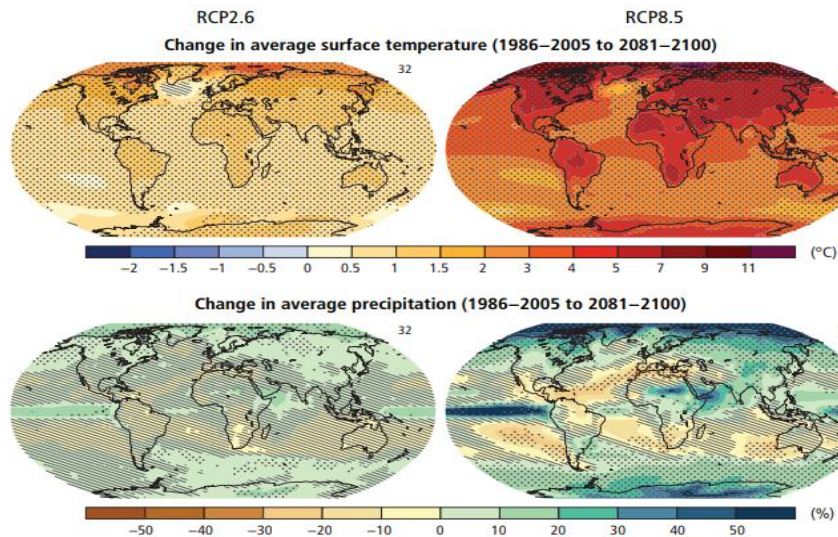 RCP2.6 RCP8.5
Change in average surface temperature (1986−2005 to 2081−2100)
32
−2 −1.5 −1 −0.5 0 0.5 1 1.5 2 3 4 5 7 9 11 (°C)
Change in average precipitation (1986−2005 to 2081−2100)
32
−50 −40 −30 −20 −10 0 10 20 30 40 50 (%)